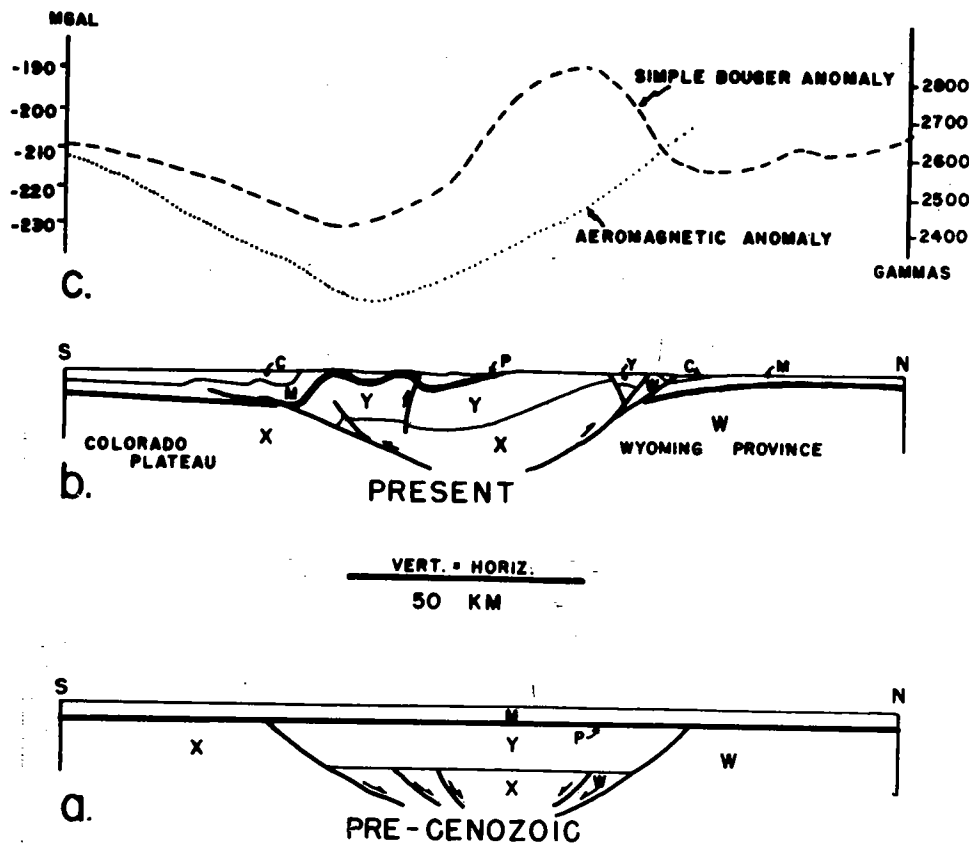 MGAL
-190
-200
-210
-220
-230
SIMPLE BOUGER ANOMALY
AEROMAGNETIC ANOMALY
2800
2700
2600
2500
2400
GAMMAS
C.
S
N
C
P
Y
C
M
M
Y
Y
M
X
X
W
COLORADO
PLATEAU
WYOMING PROVINCE
b.
PRESENT
VERT. = HORIZ.
50 KM
S
N
M
P
Y
X
W
X
W
a.
PRE-CENOZOIC